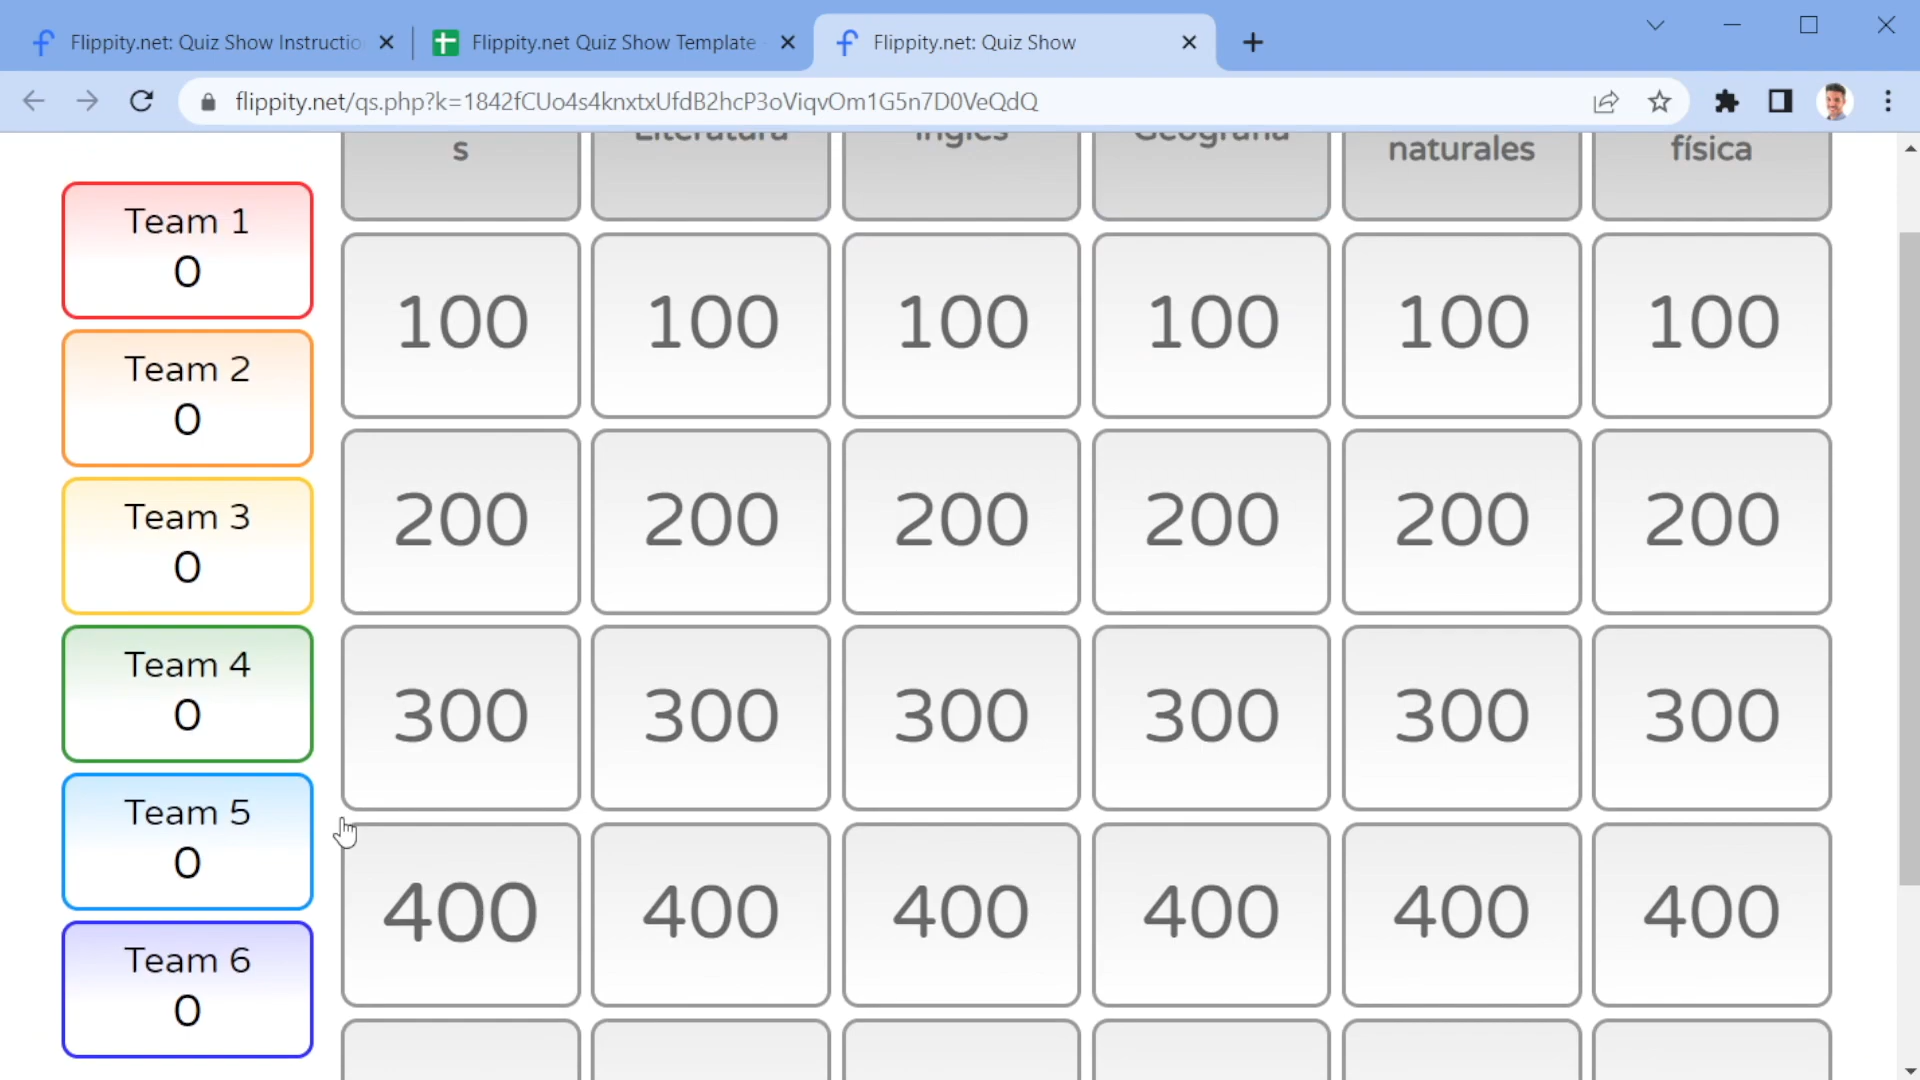 Flippity.net: Quiz Show Instructio
Flippity.net Quiz Show Template
Flippity.net: Quiz Show
flippity.net/qs.php?k=1842fCUo4s4knxtxUfdB2hcP3oViqvOm1G5n7D0VeQdQ
s Literatura Inglés Geografía naturales física
Team 1
0
Team 2
0
Team 3
0
Team 4
0
Team 5
0
Team 6
0
100 100 100 100 100 100
200 200 200 200 200 200
300 300 300 300 300 300
400 400 400 400 400 400